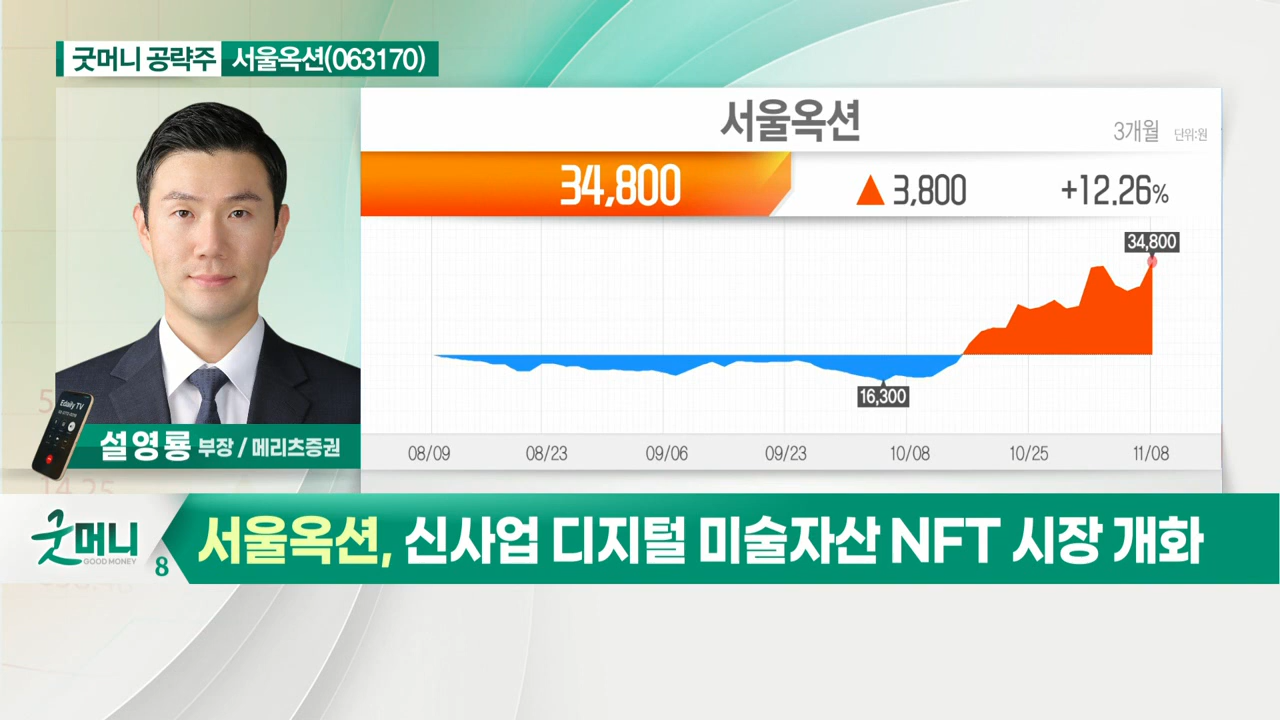 굿머니 공략주 서울옥션(063170)
서울옥션
3개월 단위:원
34,800 ▲ 3,800 +12.26%
34,800
16,300
08/09 08/23 09/06 09/23 10/08 10/25 11/08
Edaily TV
설영룡 부장 / 메리츠증권
14.25
굿머니
GOOD MONEY
8
서울옥션, 신사업 디지털 미술자산 NFT 시장 개화